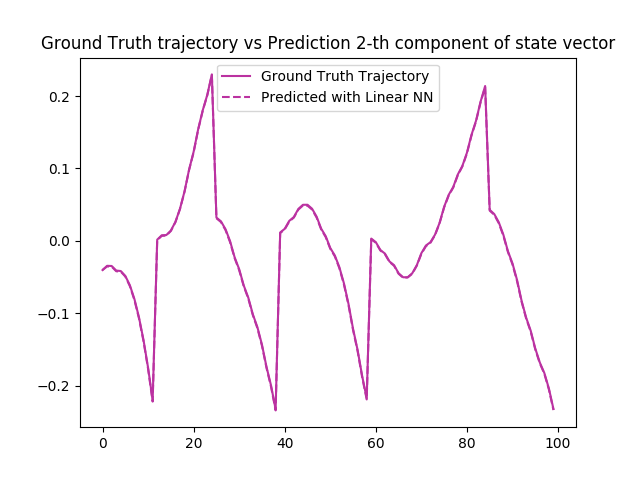 Ground Truth trajectory vs Prediction 2-th component of state vector
Ground Truth Trajectory
Predicted with Linear NN
0.2
0.1
0.0
−0.1
−0.2
0 20 40 60 80 100